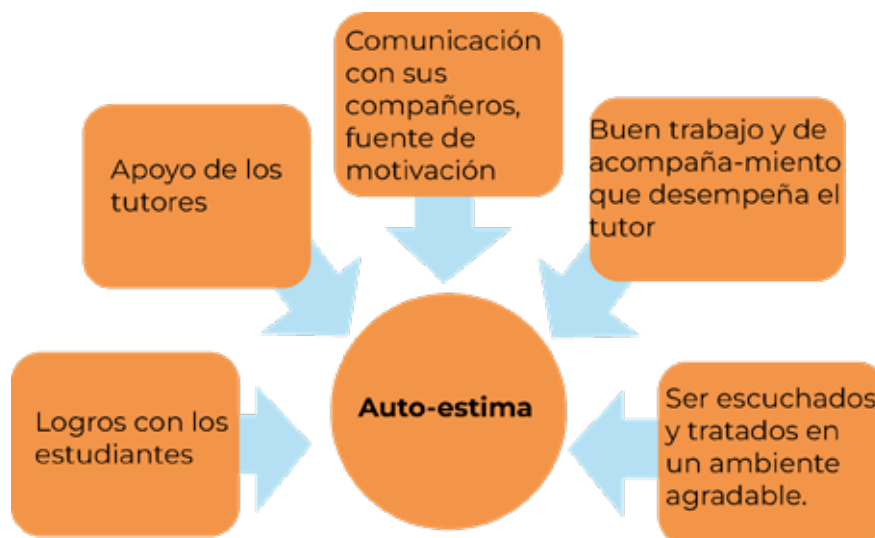 Comunicación
con sus
compañeros,
fuente de
motivación
Apoyo de los
tutores
Buen trabajo y de
acompaña-miento
que desempeña el
tutor
Logros con los
estudiantes
Auto-estima
Ser escuchados
y tratados en
un ambiente
agradable.